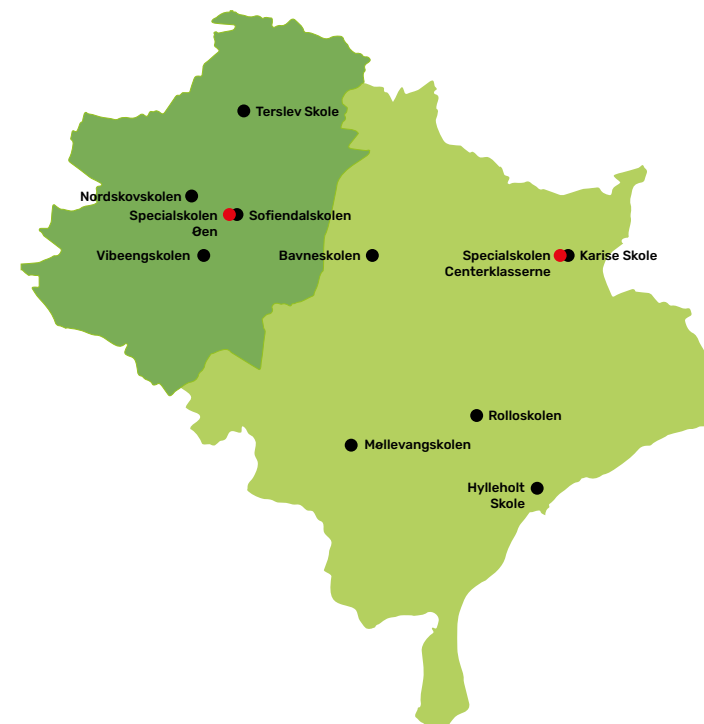 Terslev Skole
Nordskovskolen
Specialskolen
Øen
Sofiendalskolen
Vibeengskolen
Bavneskolen
Specialskolen
Centerklasserne
Karise Skole
Rolloskolen
Møllevangskolen
Hylleholt
Skole